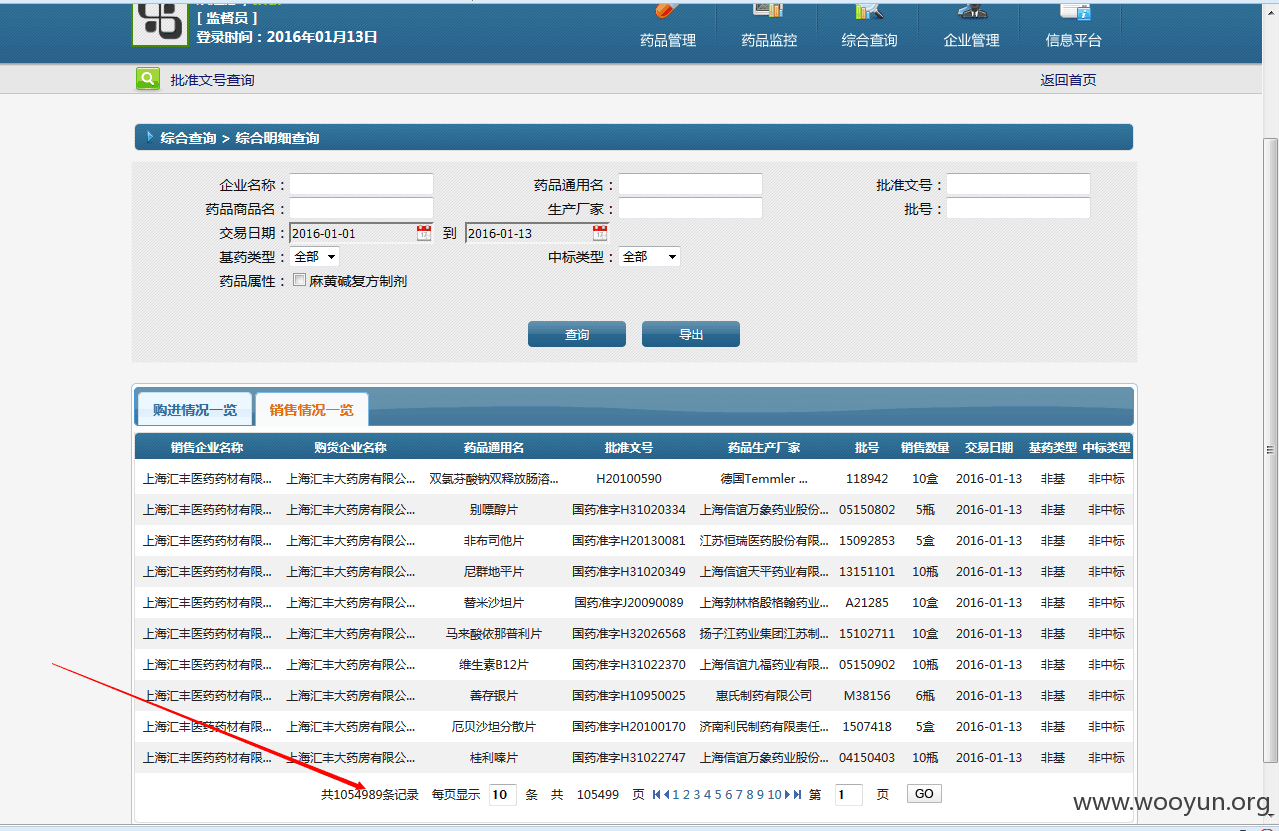 [ 监督员 ]
登录时间：2016年01月13日
药品管理 药品监控 综合查询 企业管理 信息平台
批准文号查询 返回首页
综合查询 > 综合明细查询
企业名称： 药品通用名： 批准文号：
药品商品名： 生产厂家： 批号：
交易日期： 2016-01-01 到 2016-01-13
基药类型： 全部 中标类型： 全部
药品属性： 麻黄碱复方制剂
查询 导出
购进情况一览 销售情况一览
销售企业名称 购货企业名称 药品通用名 批准文号 药品生产厂家 批号 销售数量 交易日期 基药类型 中标类型
上海汇丰医药药材有限... 上海汇丰大药房有限公... 双氯芬酸钠双释放肠溶... H20100590 德国Temmler ... 118942 10盒 2016-01-13 非基 非中标
上海汇丰医药药材有限... 上海汇丰大药房有限公... 别嘌醇片 国药准字H31020334 上海信谊万象药业股份... 05150802 5瓶 2016-01-13 非基 非中标
上海汇丰医药药材有限... 上海汇丰大药房有限公... 非布司他片 国药准字H20130081 江苏恒瑞医药股份有限... 15092853 5盒 2016-01-13 非基 非中标
上海汇丰医药药材有限... 上海汇丰大药房有限公... 尼群地平片 国药准字H31020349 上海信谊天平药业有限... 13151101 10瓶 2016-01-13 非基 非中标
上海汇丰医药药材有限... 上海汇丰大药房有限公... 替米沙坦片 国药准字J20090089 上海勃林格殷格翰药业... A21285 10盒 2016-01-13 非基 非中标
上海汇丰医药药材有限... 上海汇丰大药房有限公... 马来酸依那普利片 国药准字H32026568 扬子江药业集团江苏制... 15102711 10盒 2016-01-13 非基 非中标
上海汇丰医药药材有限... 上海汇丰大药房有限公... 维生素B12片 国药准字H31022370 上海信谊九福药业有限... 05150902 10瓶 2016-01-13 非基 非中标
上海汇丰医药药材有限... 上海汇丰大药房有限公... 善存银片 国药准字H10950025 惠氏制药有限公司 M38156 6瓶 2016-01-13 非基 非中标
上海汇丰医药药材有限... 上海汇丰大药房有限公... 厄贝沙坦分散片 国药准字H20100170 济南利民制药有限责任... 1507418 5盒 2016-01-13 非基 非中标
上海汇丰医药药材有限... 上海汇丰大药房有限公... 桂利嗪片 国药准字H31022747 上海信谊万象药业股份... 04150403 10瓶 2016-01-13 非基 非中标
共1054989条记录 每页显示 10 条 共 105499 页 1 2 3 4 5 6 7 8 9 10 第 1 页 GO
www.wooyun.org